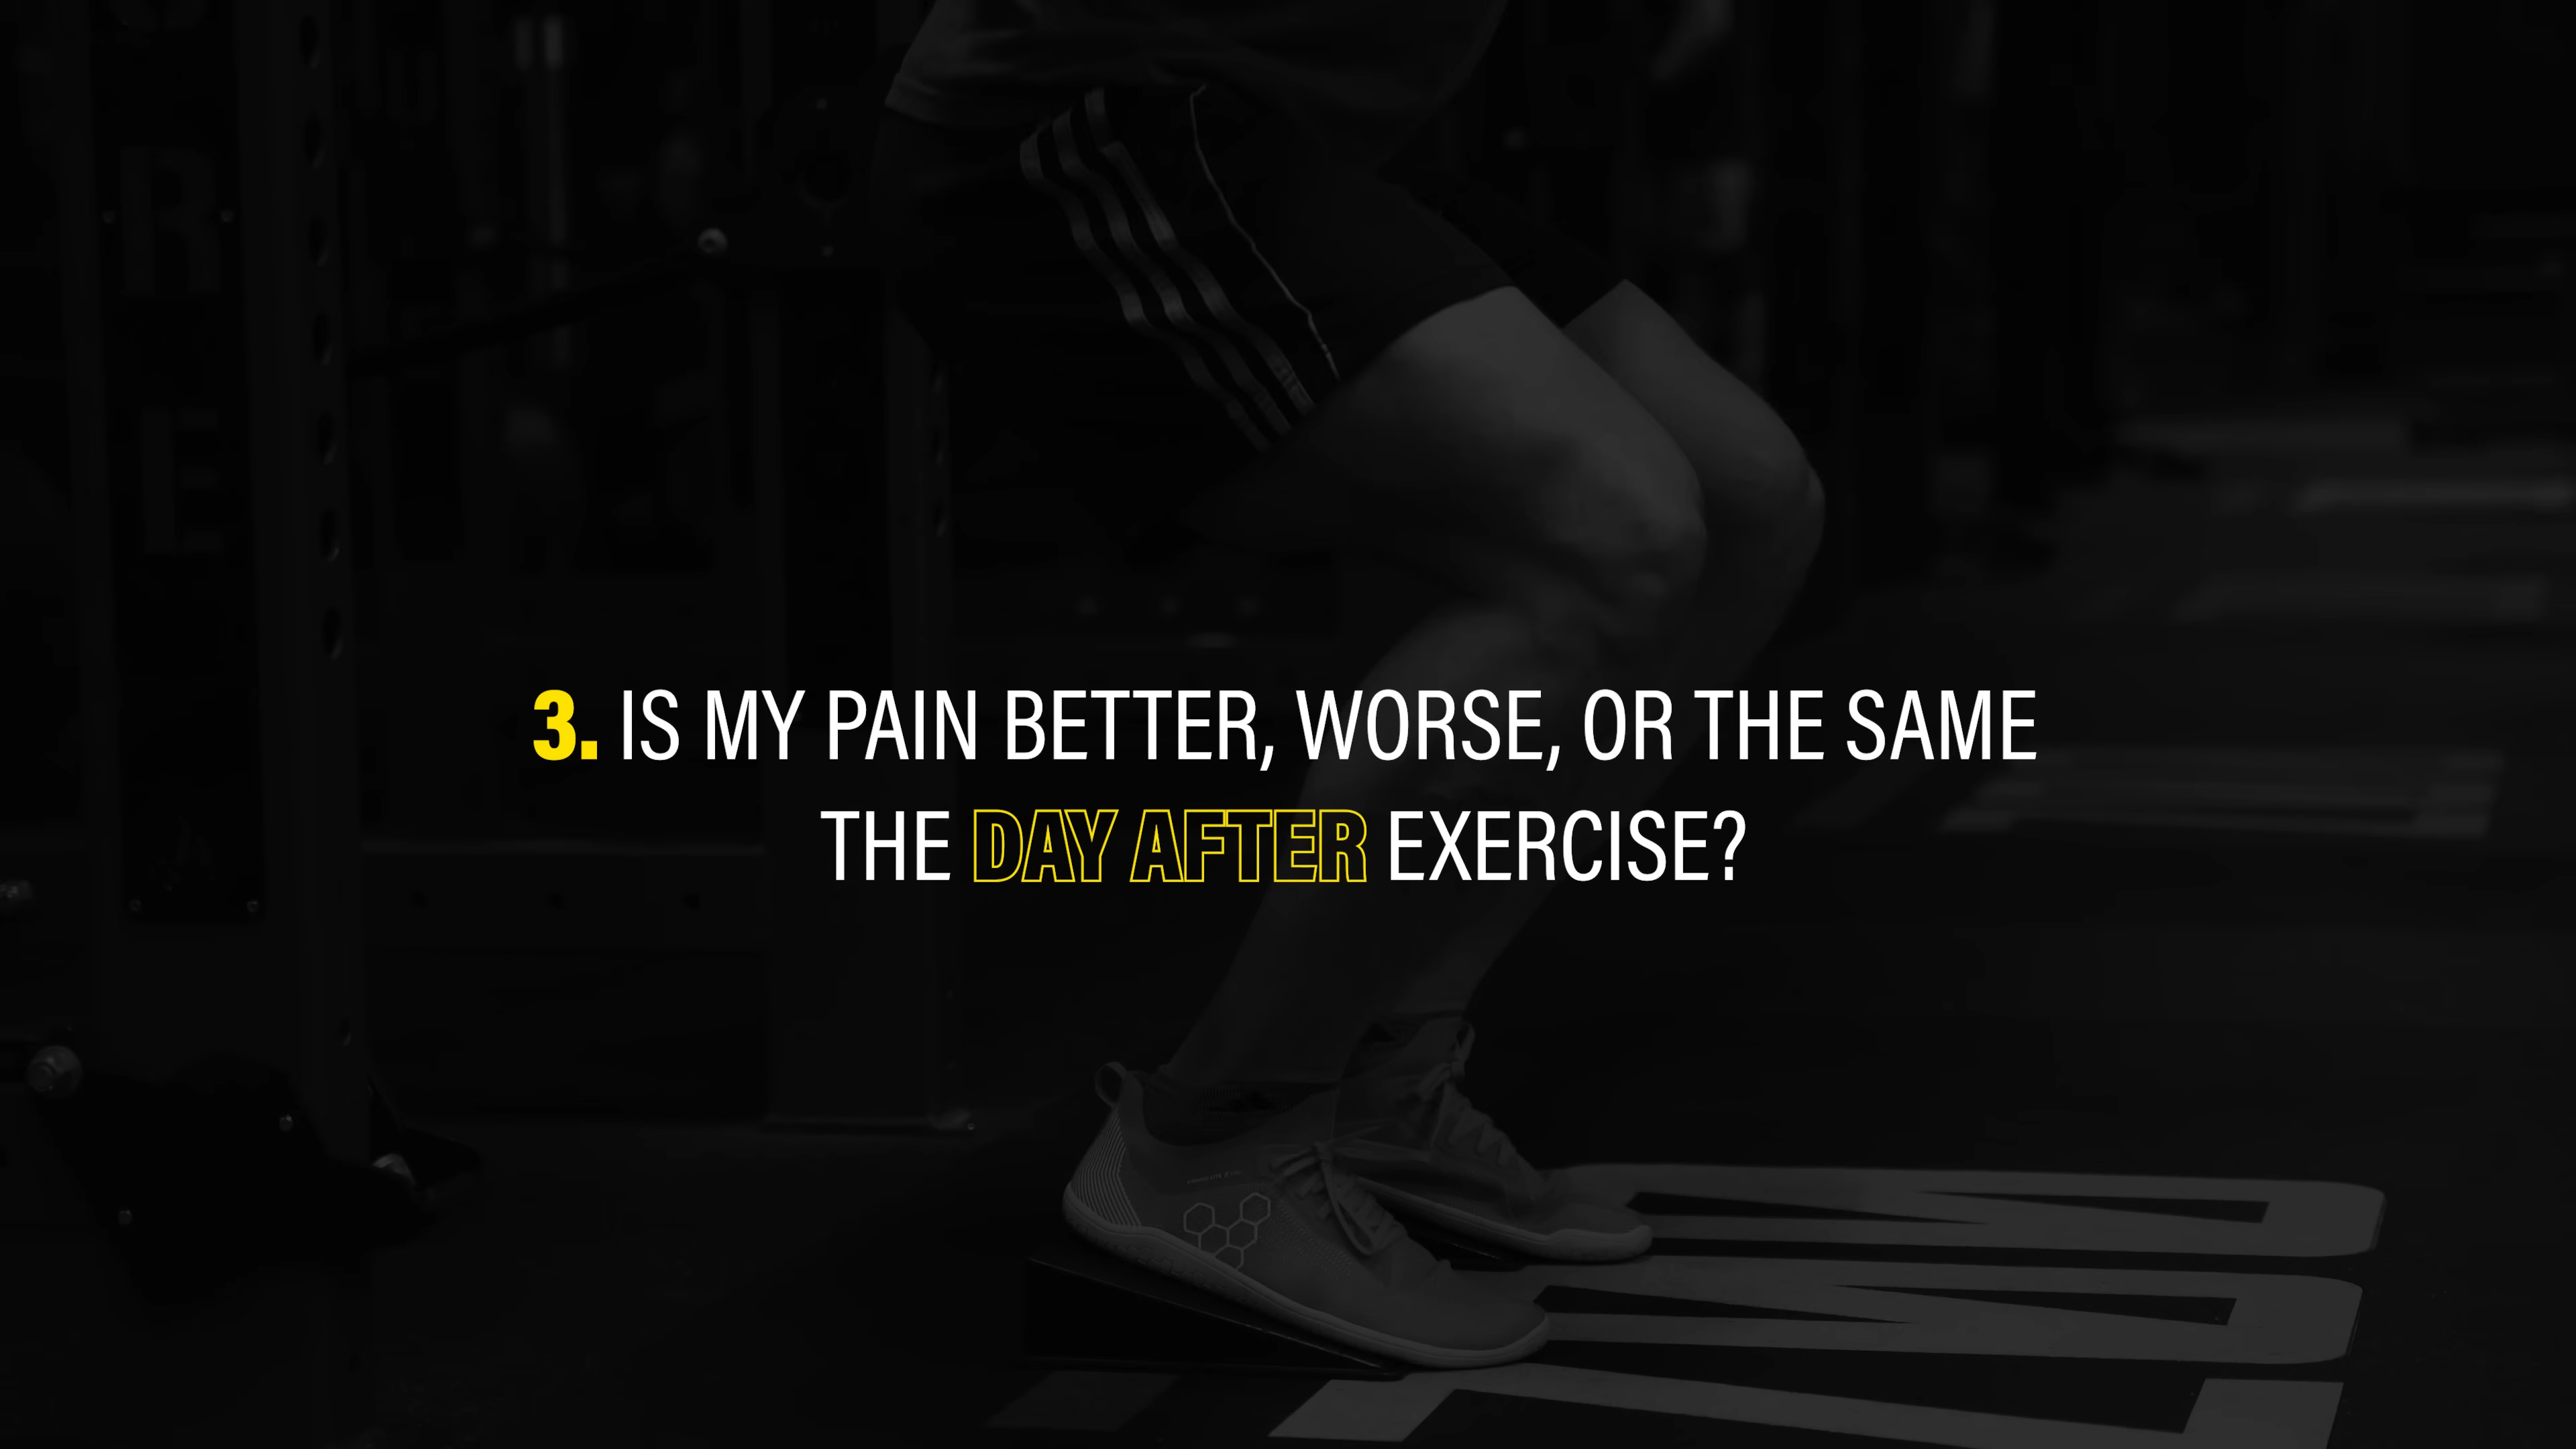 3. IS MY PAIN BETTER, WORSE, OR THE SAME
THE DAY AFTER EXERCISE?
R
E